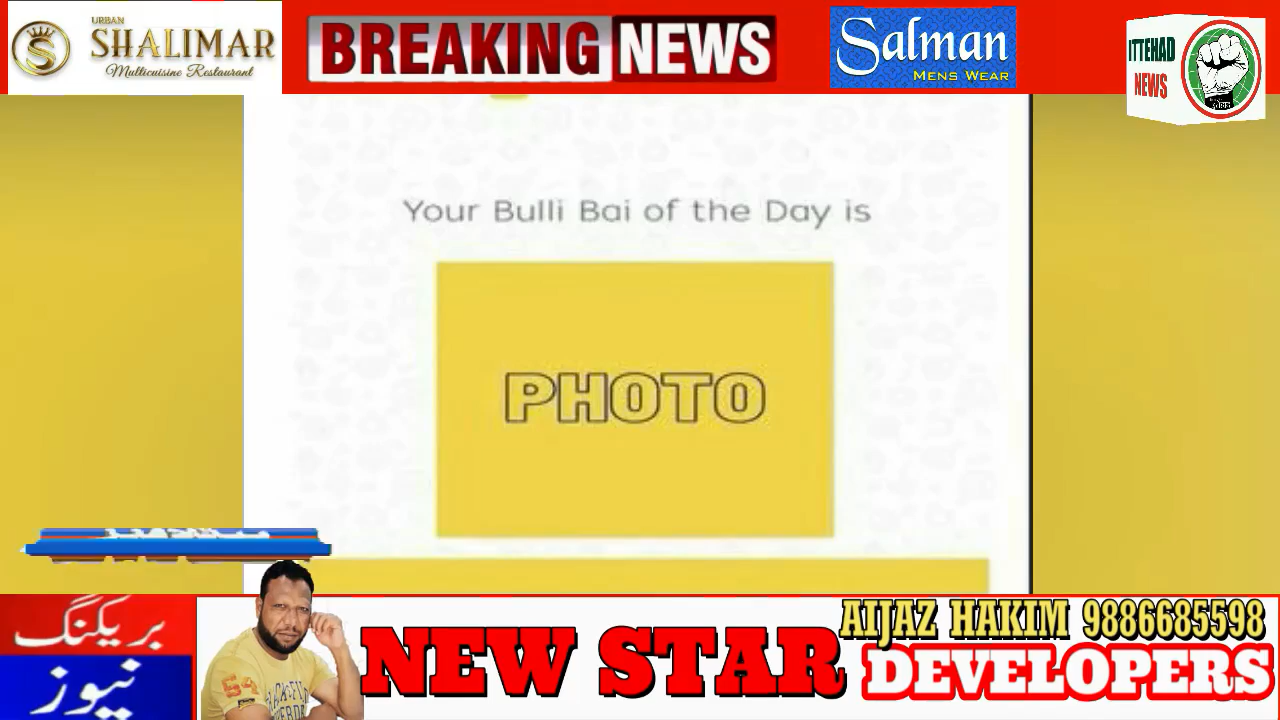 URBAN
SHALIMAR
Multicuisine Restaurant
BREAKING NEWS
Salman
MENS WEAR
ITTEHAD
NEWS
Your Bulli Bai of the Day is
PHOTO
بریکنگ
نیوز
NEW STAR
AIJAZ HAKIM 9886685598
DEVELOPERS